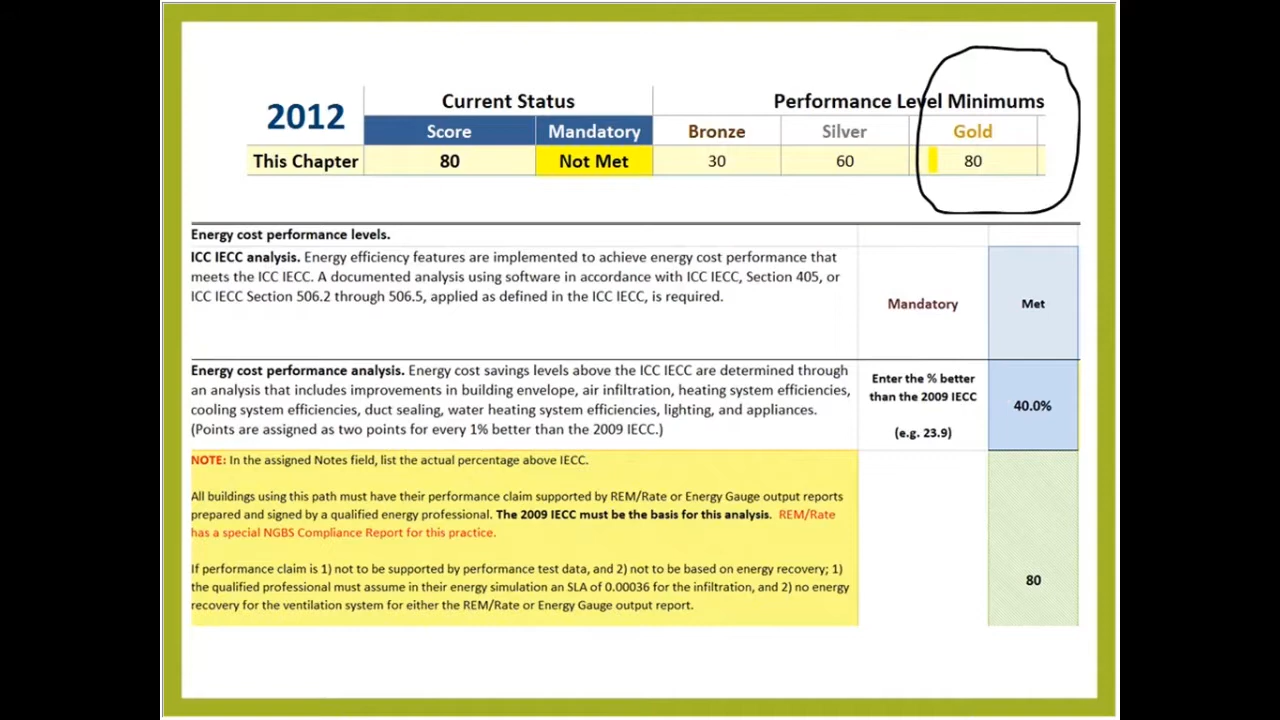 2012
Current Status
Performance Level Minimums
Score
Mandatory
Bronze
Silver
Gold
This Chapter
80
Not Met
30
60
80
Energy cost performance levels.
ICC IECC analysis. Energy efficiency features are implemented to achieve energy cost performance that
meets the ICC IECC. A documented analysis using software in accordance with ICC IECC, Section 405, or
ICC IECC Section 506.2 through 506.5, applied as defined in the ICC IECC, is required.
Mandatory
Met
Energy cost performance analysis. Energy cost savings levels above the ICC IECC are determined through
an analysis that includes improvements in building envelope, air infiltration, heating system efficiencies,
cooling system efficiencies, duct sealing, water heating system efficiencies, lighting, and appliances.
(Points are assigned as two points for every 1% better than the 2009 IECC.)
Enter the % better
than the 2009 IECC
(e.g. 23.9)
40.0%
NOTE: In the assigned Notes field, list the actual percentage above IECC.
All buildings using this path must have their performance claim supported by REM/Rate or Energy Gauge output reports
prepared and signed by a qualified energy professional. The 2009 IECC must be the basis for this analysis. REM/Rate
has a special NGBS Compliance Report for this practice.
If performance claim is 1) not to be supported by performance test data, and 2) not to be based on energy recovery; 1)
the qualified professional must assume in their energy simulation an SLA of 0.00036 for the infiltration, and 2) no energy
recovery for the ventilation system for either the REM/Rate or Energy Gauge output report.
80